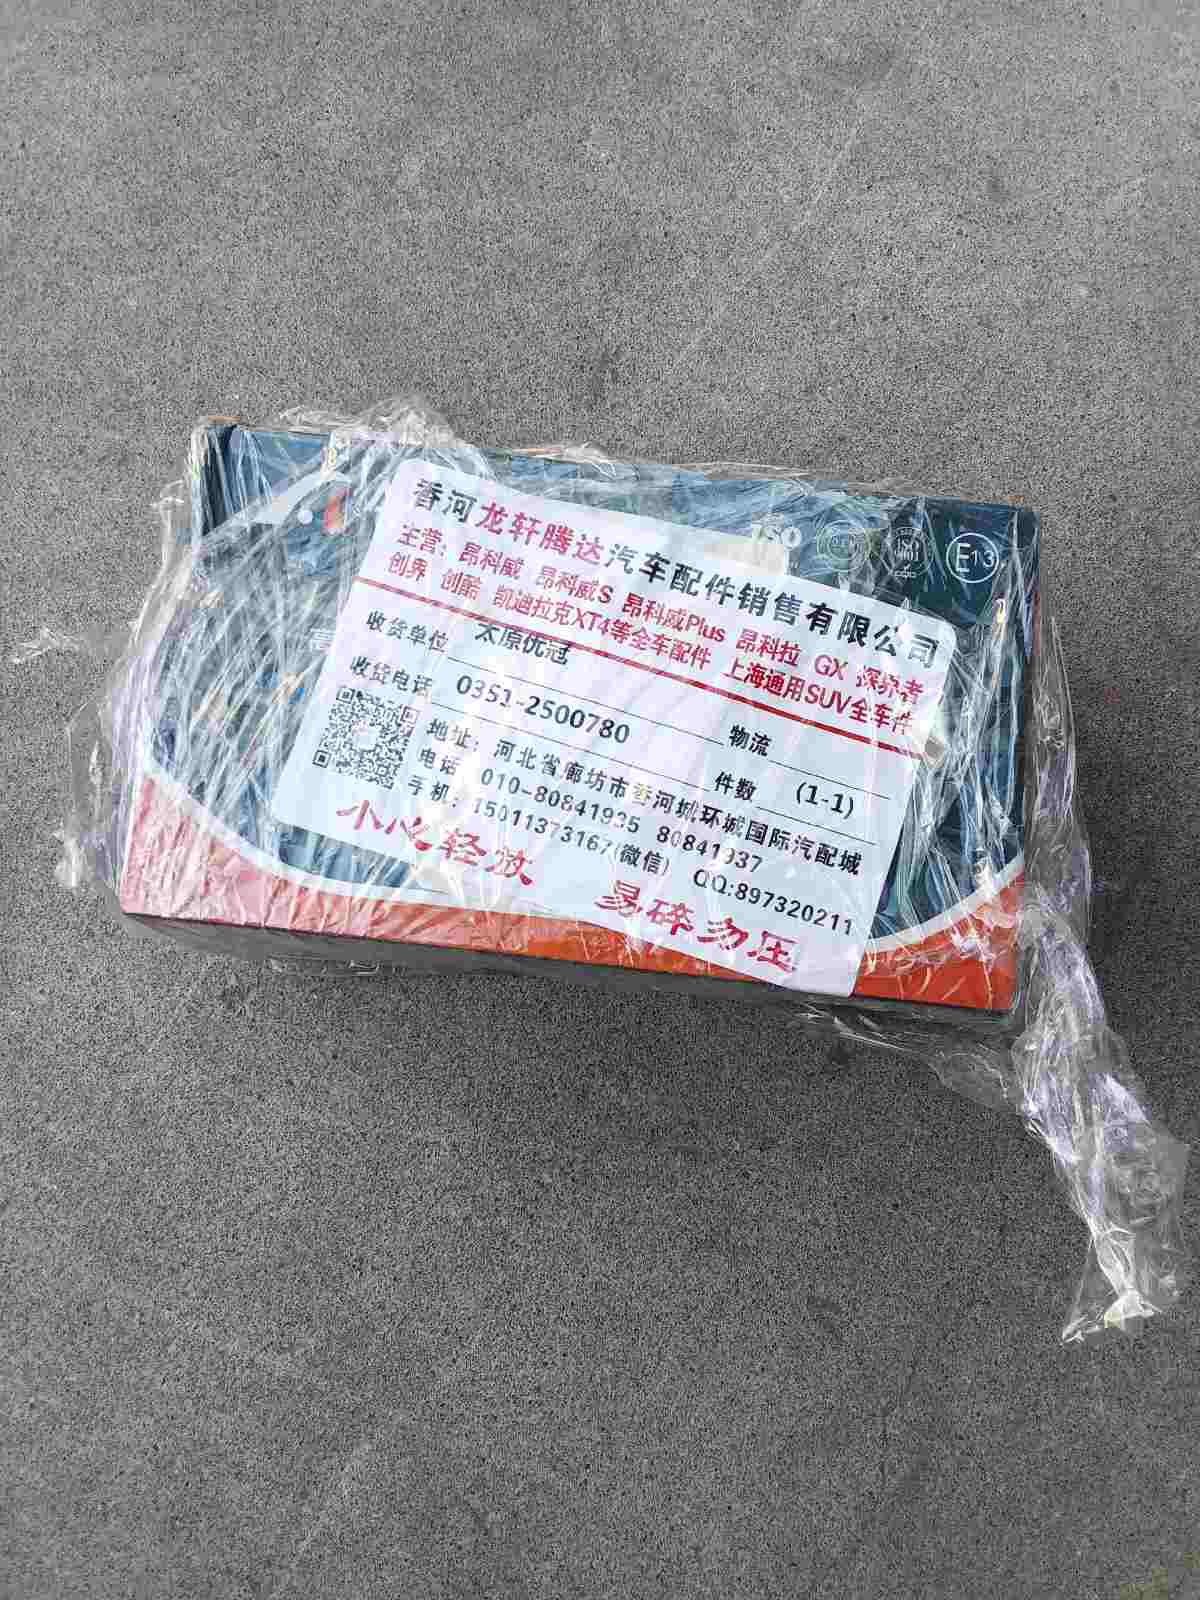 ISO
E13
香河龙轩腾达汽车配件销售有限公司
主营：昂科威 昂科威S 昂科威Plus 昂科拉 GX 探界者
创界 创酷 凯迪拉克XT4等全车配件 上海通用SUV全车件
收货单位 太原优冠 物流
收货电话 0351-2500780 件数 (1-1)
地址：河北省廊坊市香河城环城国际汽配城
电话：010-80841935 80841937
手机：15011373167(微信) QQ:897320211
小心轻放 易碎勿压